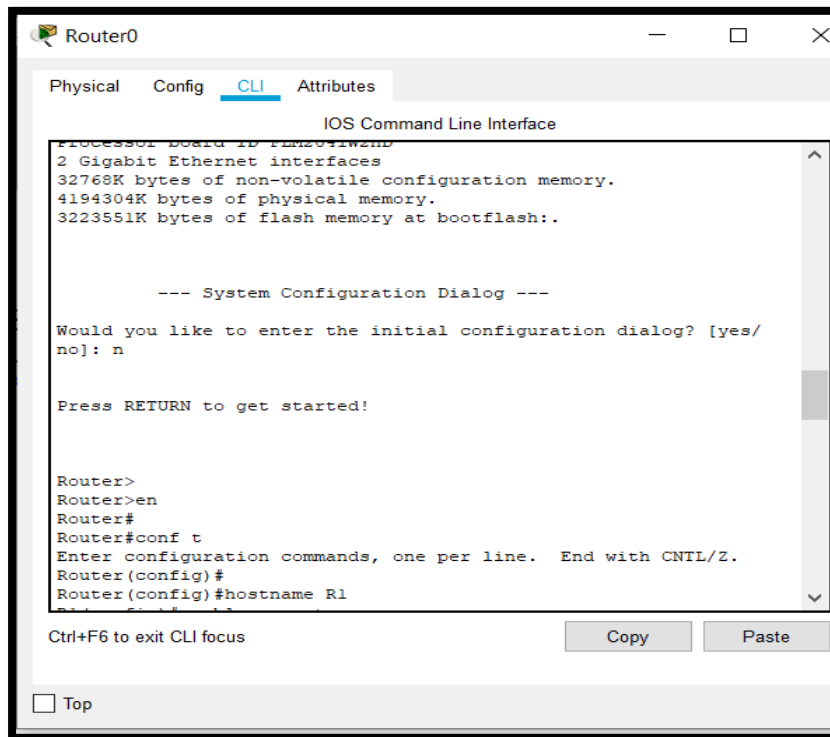 Router0
Physical Config CLI Attributes
IOS Command Line Interface
Processor board ID
2 Gigabit Ethernet interfaces
32768K bytes of non-volatile configuration memory.
4194304K bytes of physical memory.
3223551K bytes of flash memory at bootflash:.
--- System Configuration Dialog ---
Would you like to enter the initial configuration dialog? [yes/
no]: n
Press RETURN to get started!
Router>
Router>en
Router#
Router#conf t
Enter configuration commands, one per line.  End with CNTL/Z.
Router(config)#
Router(config)#hostname R1
Ctrl+F6 to exit CLI focus
Copy
Paste
Top